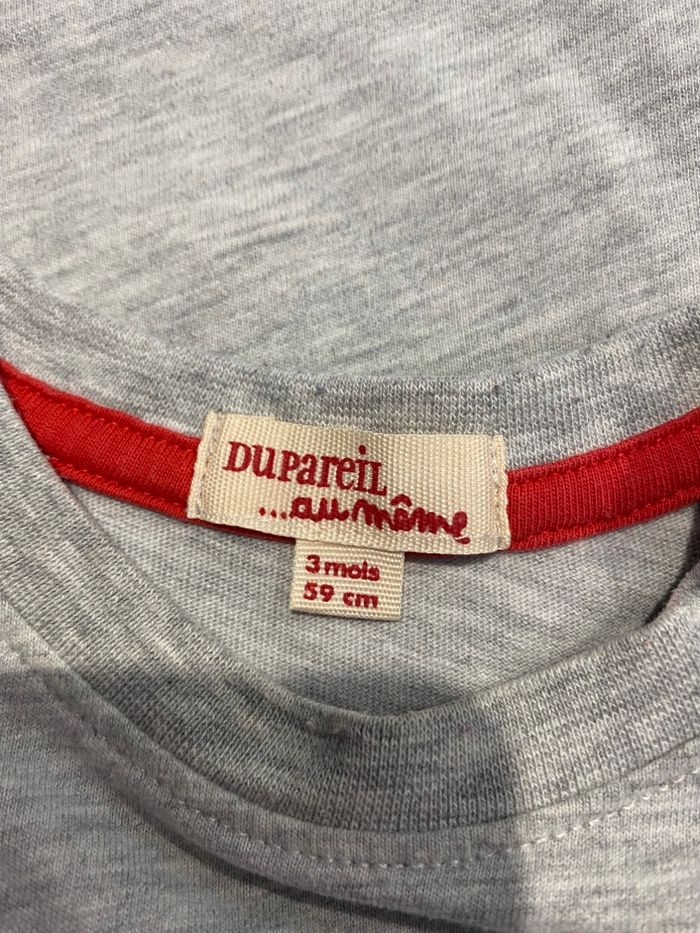 DUPAREIL
...au même
3 mois
59 cm